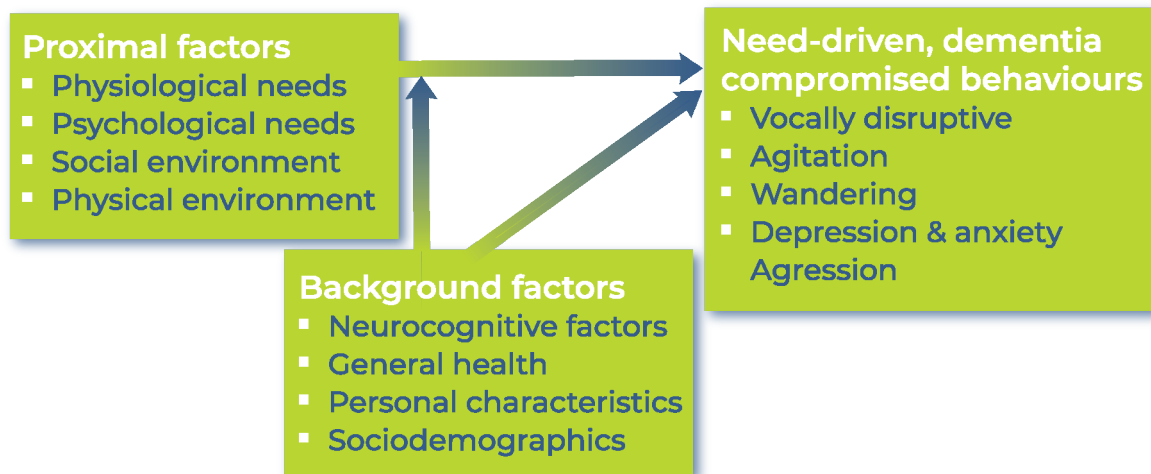 Proximal factors
▪ Physiological needs
▪ Psychological needs
▪ Social environment
▪ Physical environment
Need-driven, dementia
compromised behaviours
▪ Vocally disruptive
▪ Agitation
▪ Wandering
▪ Depression & anxiety
Agression
Background factors
▪ Neurocognitive factors
▪ General health
▪ Personal characteristics
▪ Sociodemographics